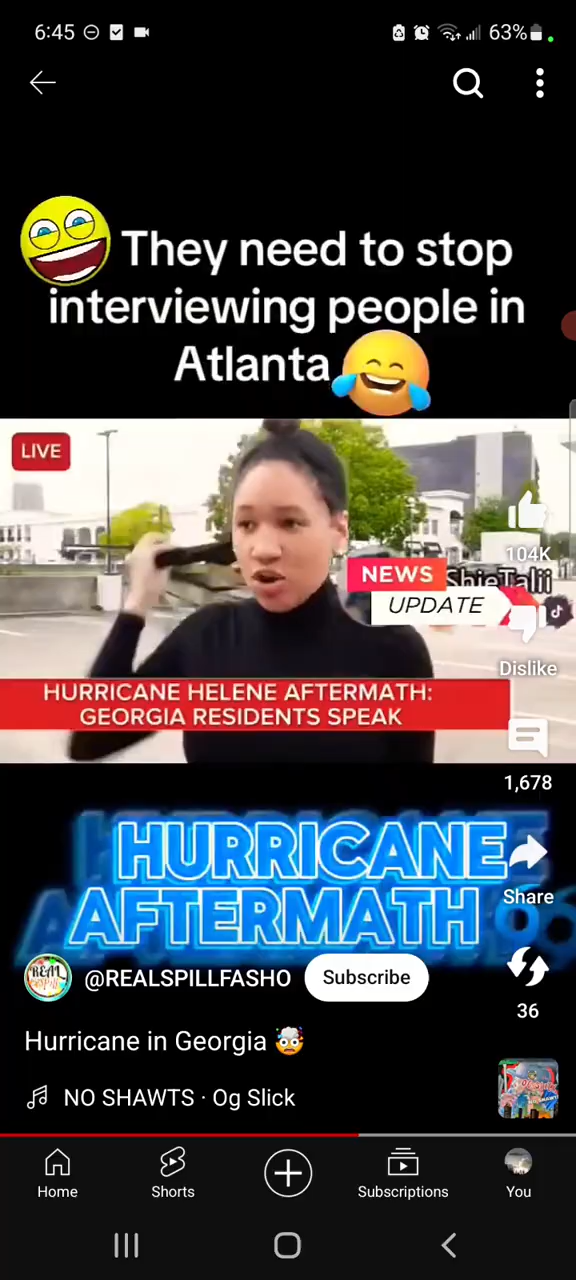 6:45
63%
They need to stop
interviewing people in
Atlanta
LIVE
104K
NEWS
ShieTalii
UPDATE
Dislike
HURRICANE HELENE AFTERMATH:
GEORGIA RESIDENTS SPEAK
1,678
HURRICANE
AFTERMATH
Share
REAL
@REALSPILLFASHO
Subscribe
36
Hurricane in Georgia
NO SHAWTS · Og Slick
Home
Shorts
Subscriptions
You